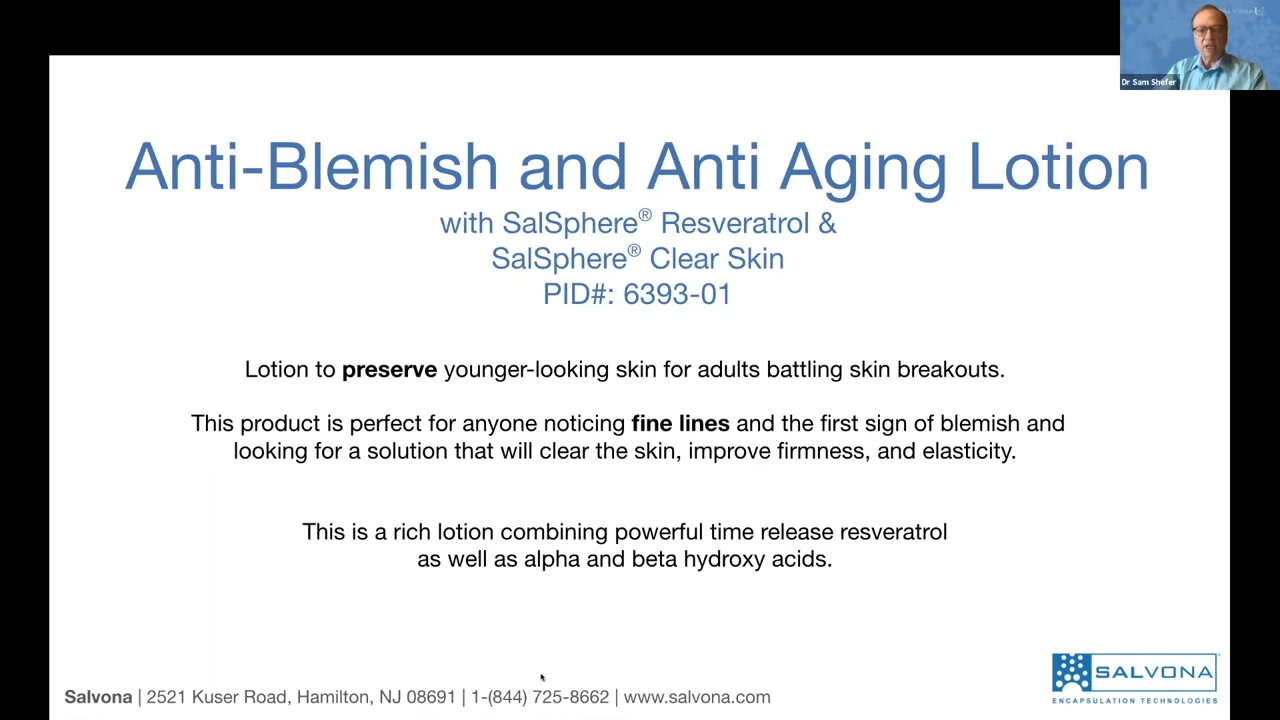 SALVONA U
Dr Sam Shefer
Anti-Blemish and Anti Aging Lotion
with SalSphere® Resveratrol &
SalSphere® Clear Skin
PID#: 6393-01
Lotion to preserve younger-looking skin for adults battling skin breakouts.
This product is perfect for anyone noticing fine lines and the first sign of blemish and
looking for a solution that will clear the skin, improve firmness, and elasticity.
This is a rich lotion combining powerful time release resveratrol
as well as alpha and beta hydroxy acids.
SALVONA
ENCAPSULATION TECHNOLOGIES
Salvona | 2521 Kuser Road, Hamilton, NJ 08691 | 1-(844) 725-8662 | www.salvona.com